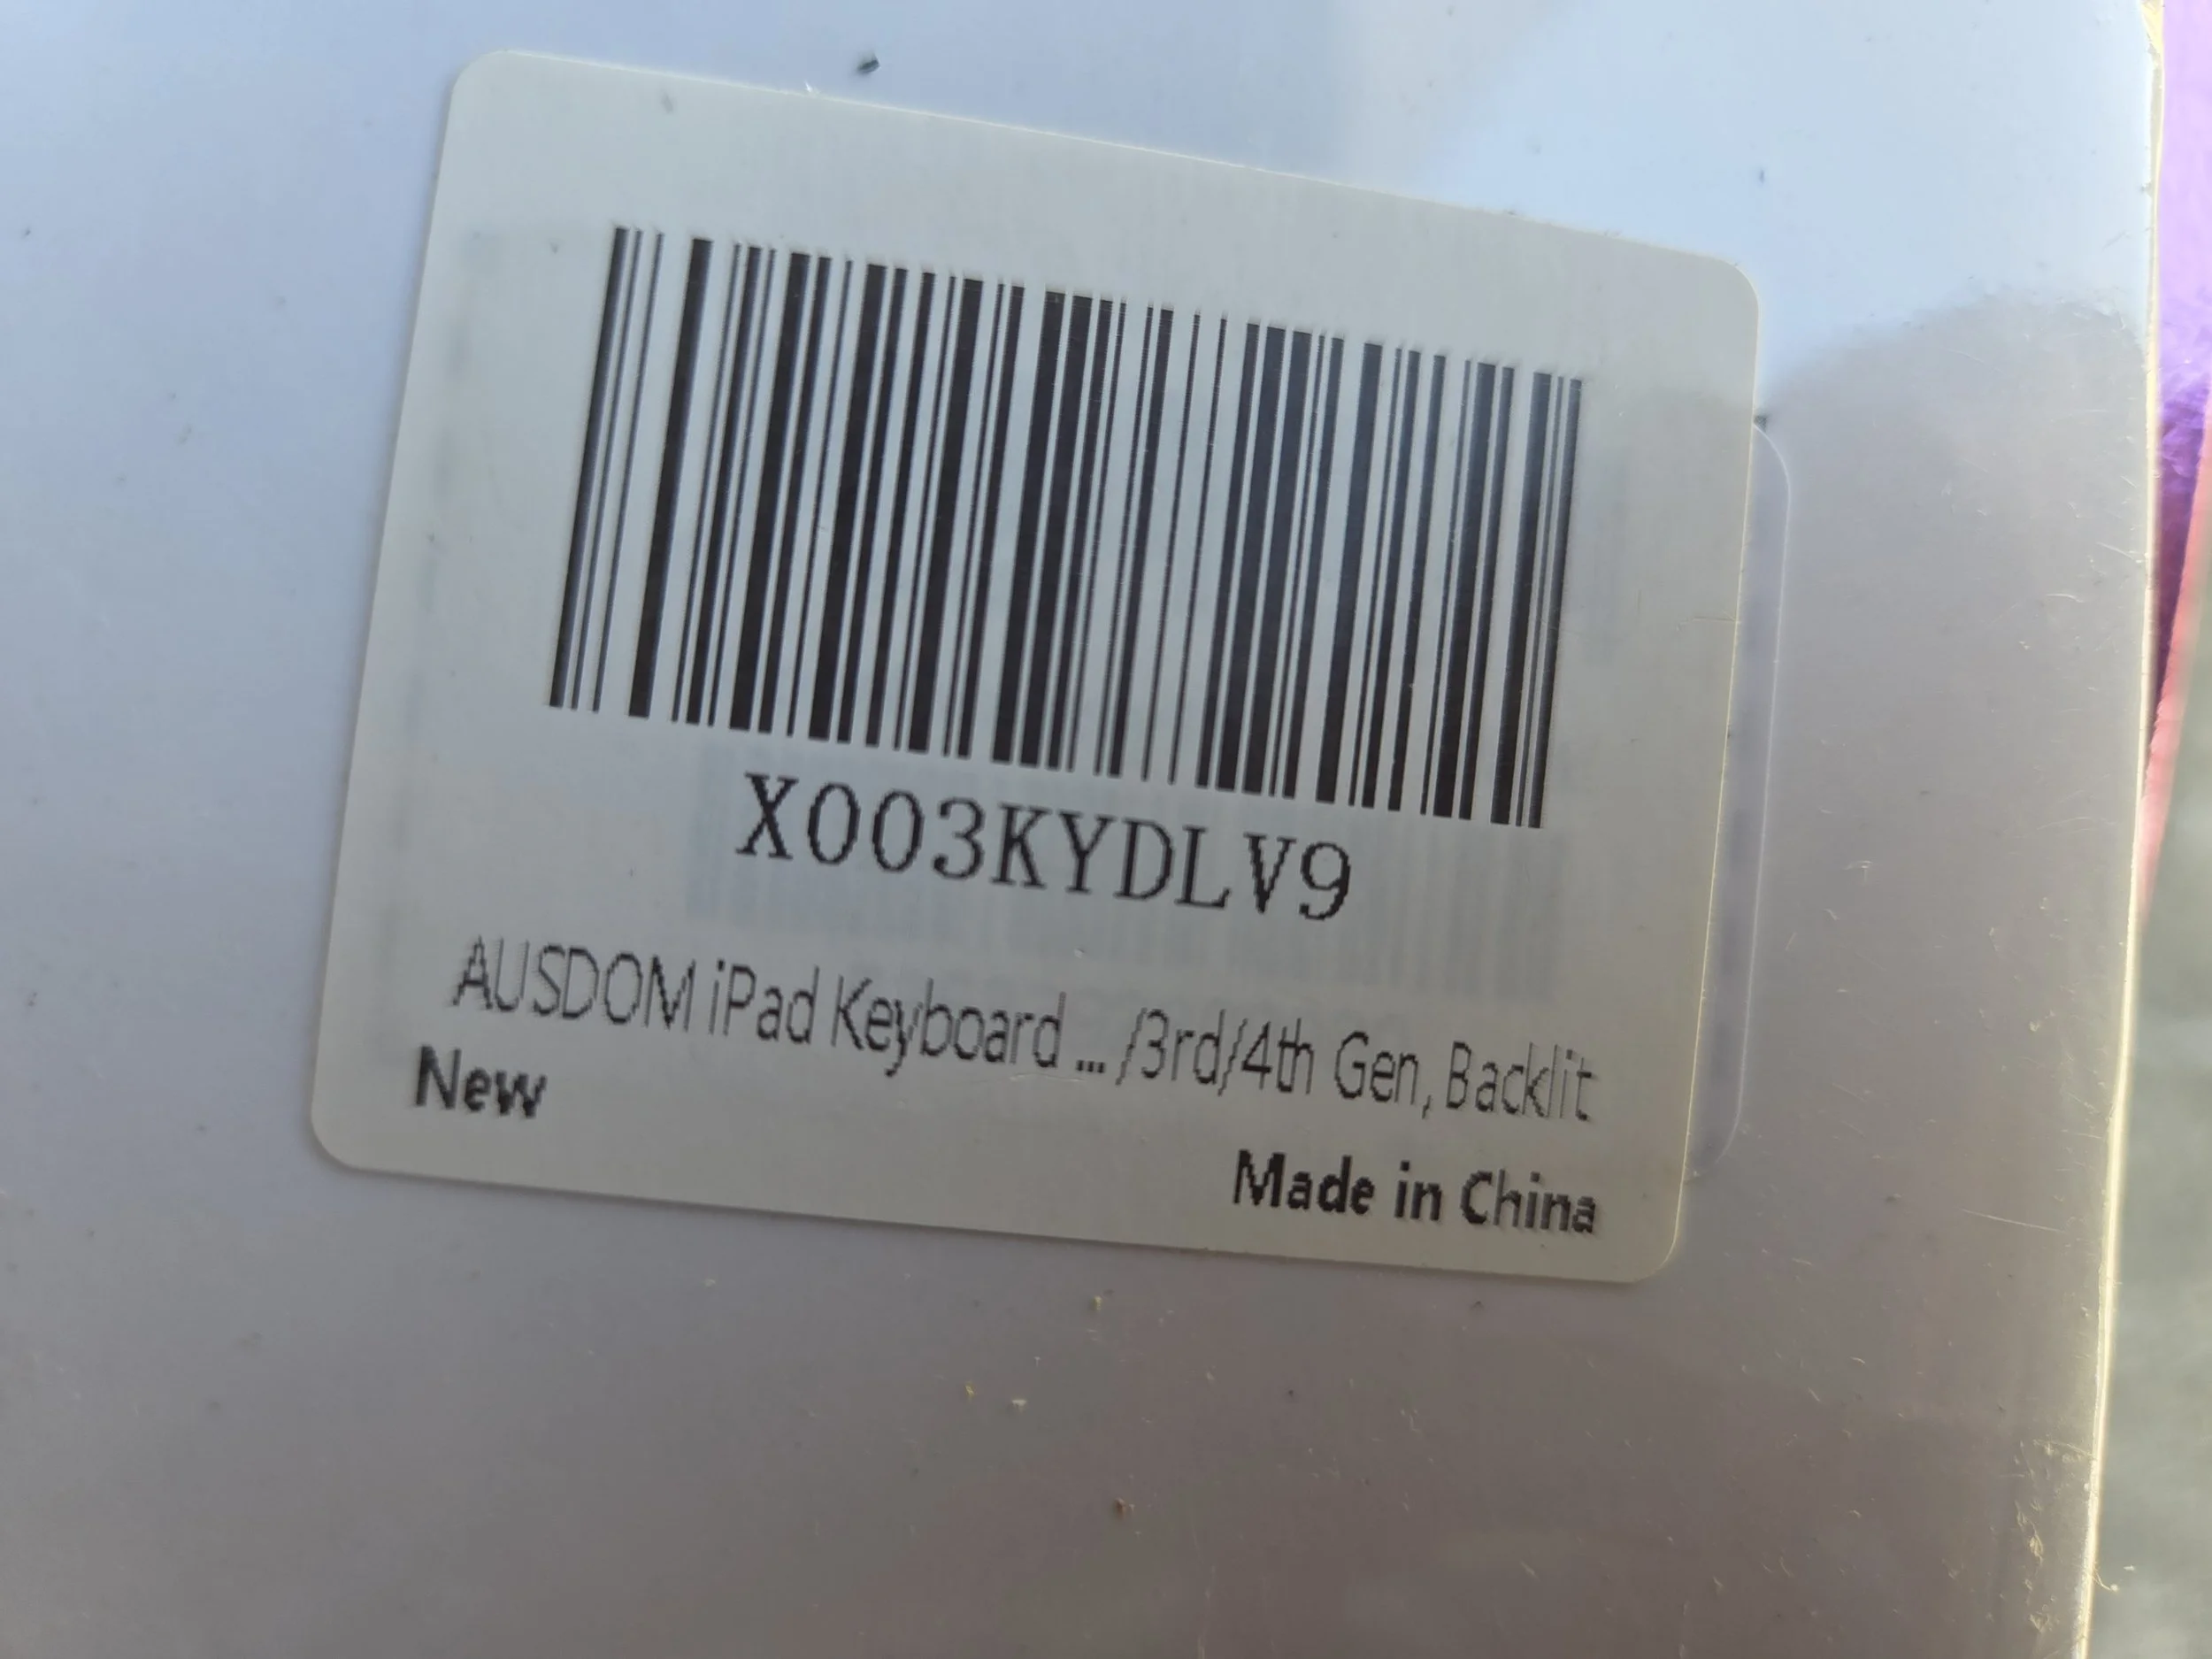 X003KYDLV9
AUSDOM iPad Keyboard ... /3rd/4th Gen, Backlit
New
Made in China